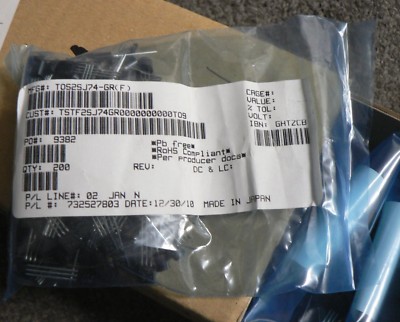 MFG#: TOS2SJ74-GR(F)
CUST#: TSTF2SJ74GR0000000000TO9
PO#: 9382
■Pb free■
■RoHS Compliant■
■Per producer docs■
QTY: 200
REV:
DC & LC:
CAGE#:
VALUE:
% TOL:
VOLT:
IBN: GHTZCB
P/L LINE#: 02 JAN N
P/L #: 732527803 DATE:12/30/10 MADE IN JAPAN